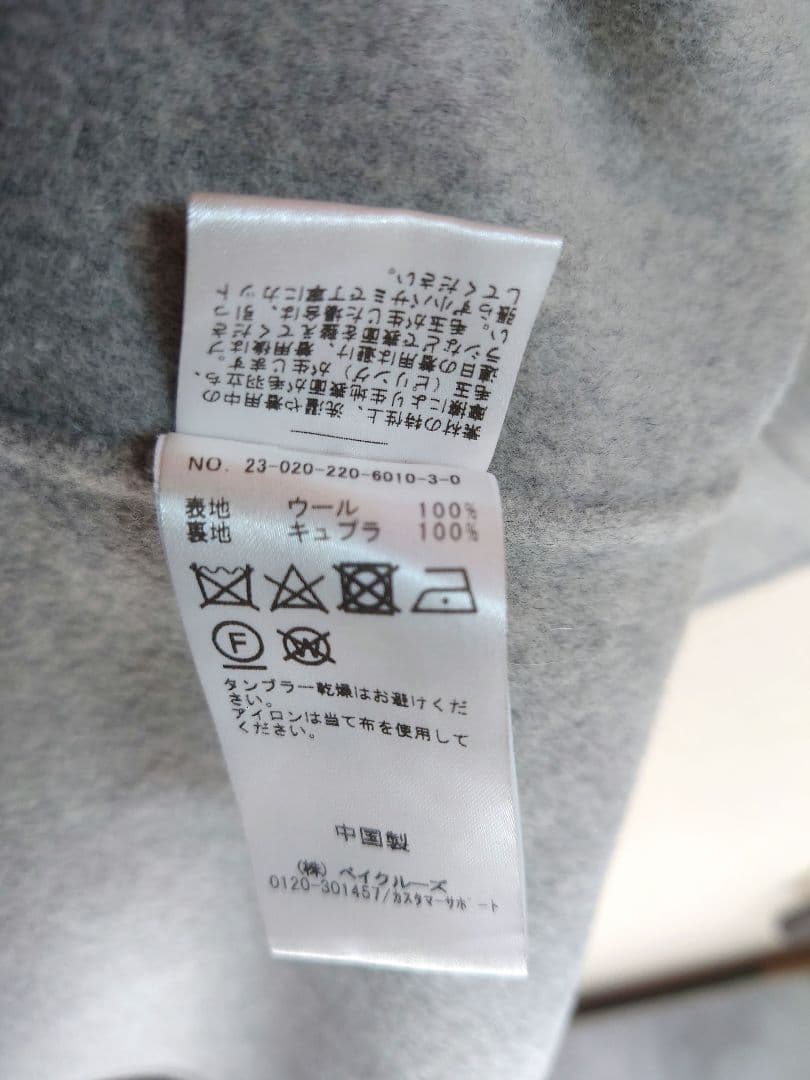 素材の特性上、洗濯や着用中の
摩擦により生地表面が毛羽立ち、
毛玉（ピリング）が生じます。
連日の着用は避け、着用後はブ
ラシなどで表面を整えてくださ
い。毛玉が生じた場合は、引っ
張らず小バサミで丁寧にカット
してください。
NO. 23-020-220-6010-3-0
表地 ウール 100%
裏地 キュプラ 100%
F W
タンブラー乾燥はお避けくだ
さい。
アイロンは当て布を使用して
ください。
中国製
(株) ベイクルーズ
0120-301457/カスタマーサポート